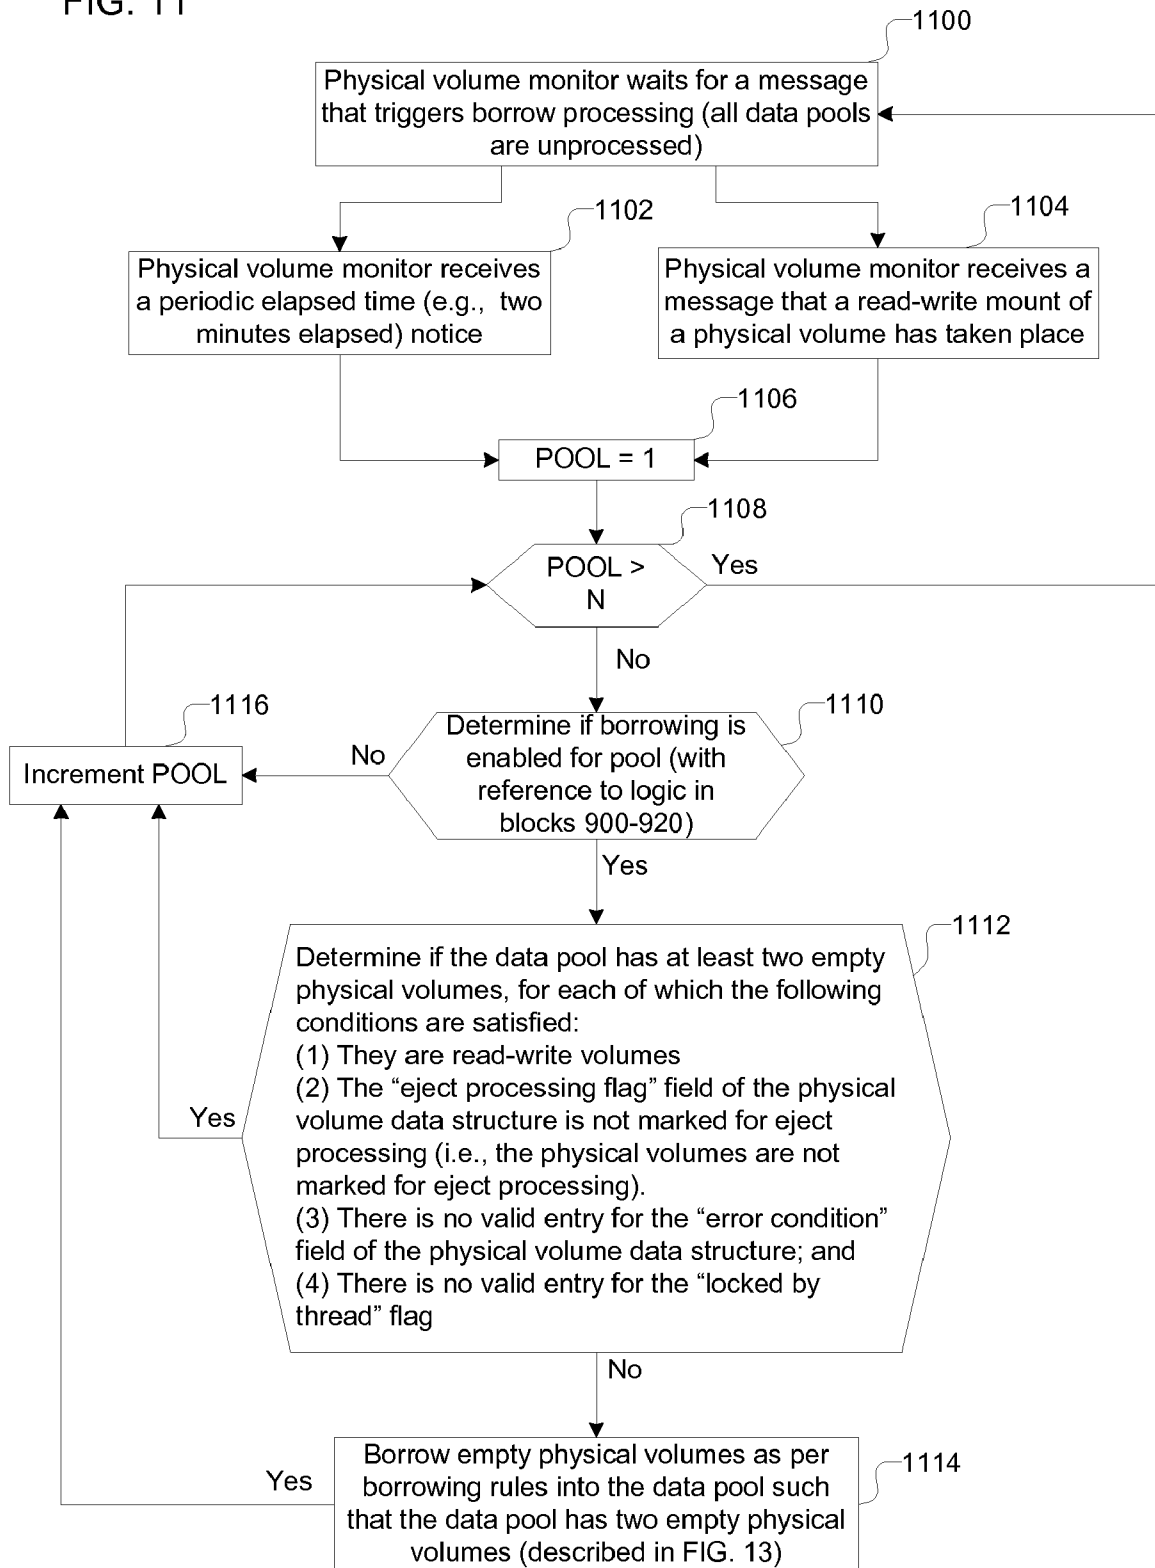 FIG. 11
1100
Physical volume monitor waits for a message
that triggers borrow processing (all data pools
are unprocessed)
1102
1104
Physical volume monitor receives
a periodic elapsed time (e.g., two
minutes elapsed) notice
Physical volume monitor receives a
message that a read-write mount of
a physical volume has taken place
1106
POOL = 1
1108
POOL >
N
Yes
No
1116
1110
Increment POOL
No
Determine if borrowing is
enabled for pool (with
reference to logic in
blocks 900-920)
Yes
1112
Determine if the data pool has at least two empty
physical volumes, for each of which the following
conditions are satisfied:
(1) They are read-write volumes
(2) The “eject processing flag” field of the physical
volume data structure is not marked for eject
processing (i.e., the physical volumes are not
marked for eject processing).
(3) There is no valid entry for the “error condition”
field of the physical volume data structure; and
(4) There is no valid entry for the “locked by
thread” flag
Yes
No
1114
Yes
Borrow empty physical volumes as per
borrowing rules into the data pool such
that the data pool has two empty physical
volumes (described in FIG. 13)